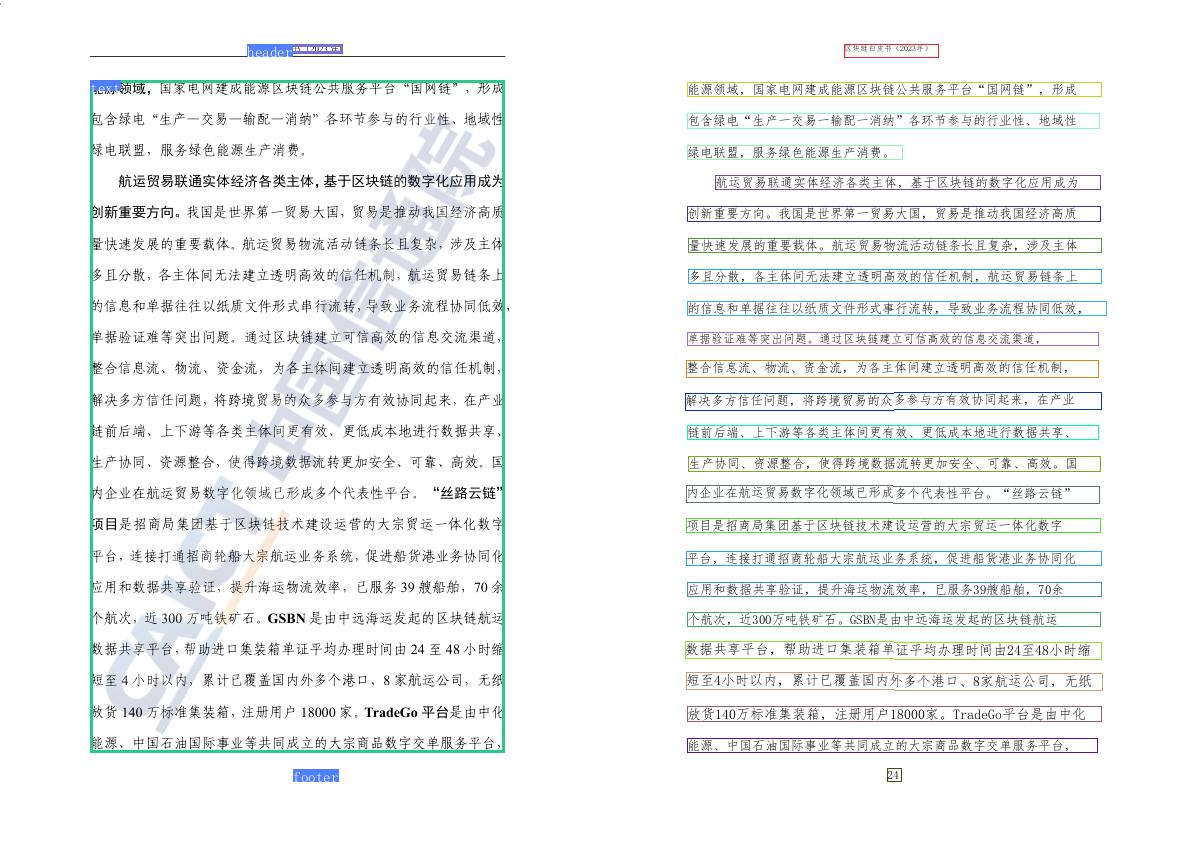 header 书（2023年）
text
能源领域，国家电网建成能源区块链公共服务平台“国网链”，形成
包含绿电“生产—交易—输配—消纳”各环节参与的行业性、地域性
绿电联盟，服务绿色能源生产消费。
航运贸易联通实体经济各类主体，基于区块链的数字化应用成为
创新重要方向。我国是世界第一贸易大国，贸易是推动我国经济高质
量快速发展的重要载体。航运贸易物流活动链条长且复杂，涉及主体
多且分散，各主体间无法建立透明高效的信任机制，航运贸易链条上
的信息和单据往往以纸质文件形式串行流转，导致业务流程协同低效，
单据验证难等突出问题。通过区块链建立可信高效的信息交流渠道，
整合信息流、物流、资金流，为各主体间建立透明高效的信任机制，
解决多方信任问题，将跨境贸易的众多参与方有效协同起来，在产业
链前后端、上下游等各类主体间更有效、更低成本地进行数据共享、
生产协同、资源整合，使得跨境数据流转更加安全、可靠、高效。国
内企业在航运贸易数字化领域已形成多个代表性平台。“丝路云链”
项目是招商局集团基于区块链技术建设运营的大宗贸运一体化数字
平台，连接打通招商轮船大宗航运业务系统，促进船货港业务协同化
应用和数据共享验证，提升海运物流效率，已服务 39 艘船舶，70 余
个航次，近 300 万吨铁矿石。GSBN 是由中远海运发起的区块链航运
数据共享平台，帮助进口集装箱单证平均办理时间由 24 至 48 小时缩
短至 4 小时以内，累计已覆盖国内外多个港口、8 家航运公司，无纸
放货 140 万标准集装箱，注册用户 18000 家。TradeGo 平台是由中化
能源、中国石油国际事业等共同成立的大宗商品数字交单服务平台，
CAICT 中国信通院
footer
区块链白皮书（2023年）
能源领域，国家电网建成能源区块链公共服务平台“国网链”，形成
包含绿电“生产一交易一输配一消纳”各环节参与的行业性、地域性
绿电联盟，服务绿色能源生产消费。
航运贸易联通实体经济各类主体，基于区块链的数字化应用成为
创新重要方向。我国是世界第一贸易大国，贸易是推动我国经济高质
量快速发展的重要载体。航运贸易物流活动链条长且复杂，涉及主体
多且分散，各主体间无法建立透明高效的信任机制，航运贸易链条上
的信息和单据往往以纸质文件形式事行流转，导致业务流程协同低效，
单据验证难等突出问题。通过区块链建立可信高效的信息交流渠道，
整合信息流、物流、资金流，为各主体间建立透明高效的信任机制，
解决多方信任问题，将跨境贸易的众多参与方有效协同起来，在产业
链前后端、上下游等各类主体间更有效、更低成本地进行数据共享、
生产协同、资源整合，使得跨境数据流转更加安全、可靠、高效。国
内企业在航运贸易数字化领域已形成多个代表性平台。“丝路云链”
项目是招商局集团基于区块链技术建设运营的大宗贸运一体化数字
平台，连接打通招商轮船大宗航运业务系统，促进船货港业务协同化
应用和数据共享验证，提升海运物流效率，已服务39艘船舶，70余
个航次，近300万吨铁矿石。GSBN是由中远海运发起的区块链航运
数据共享平台，帮助进口集装箱单证平均办理时间由24至48小时缩
短至4小时以内，累计已覆盖国内外多个港口、8家航运公司，无纸
放货140万标准集装箱，注册用户18000家。TradeGo平台是由中化
能源、中国石油国际事业等共同成立的大宗商品数字交单服务平台，
24